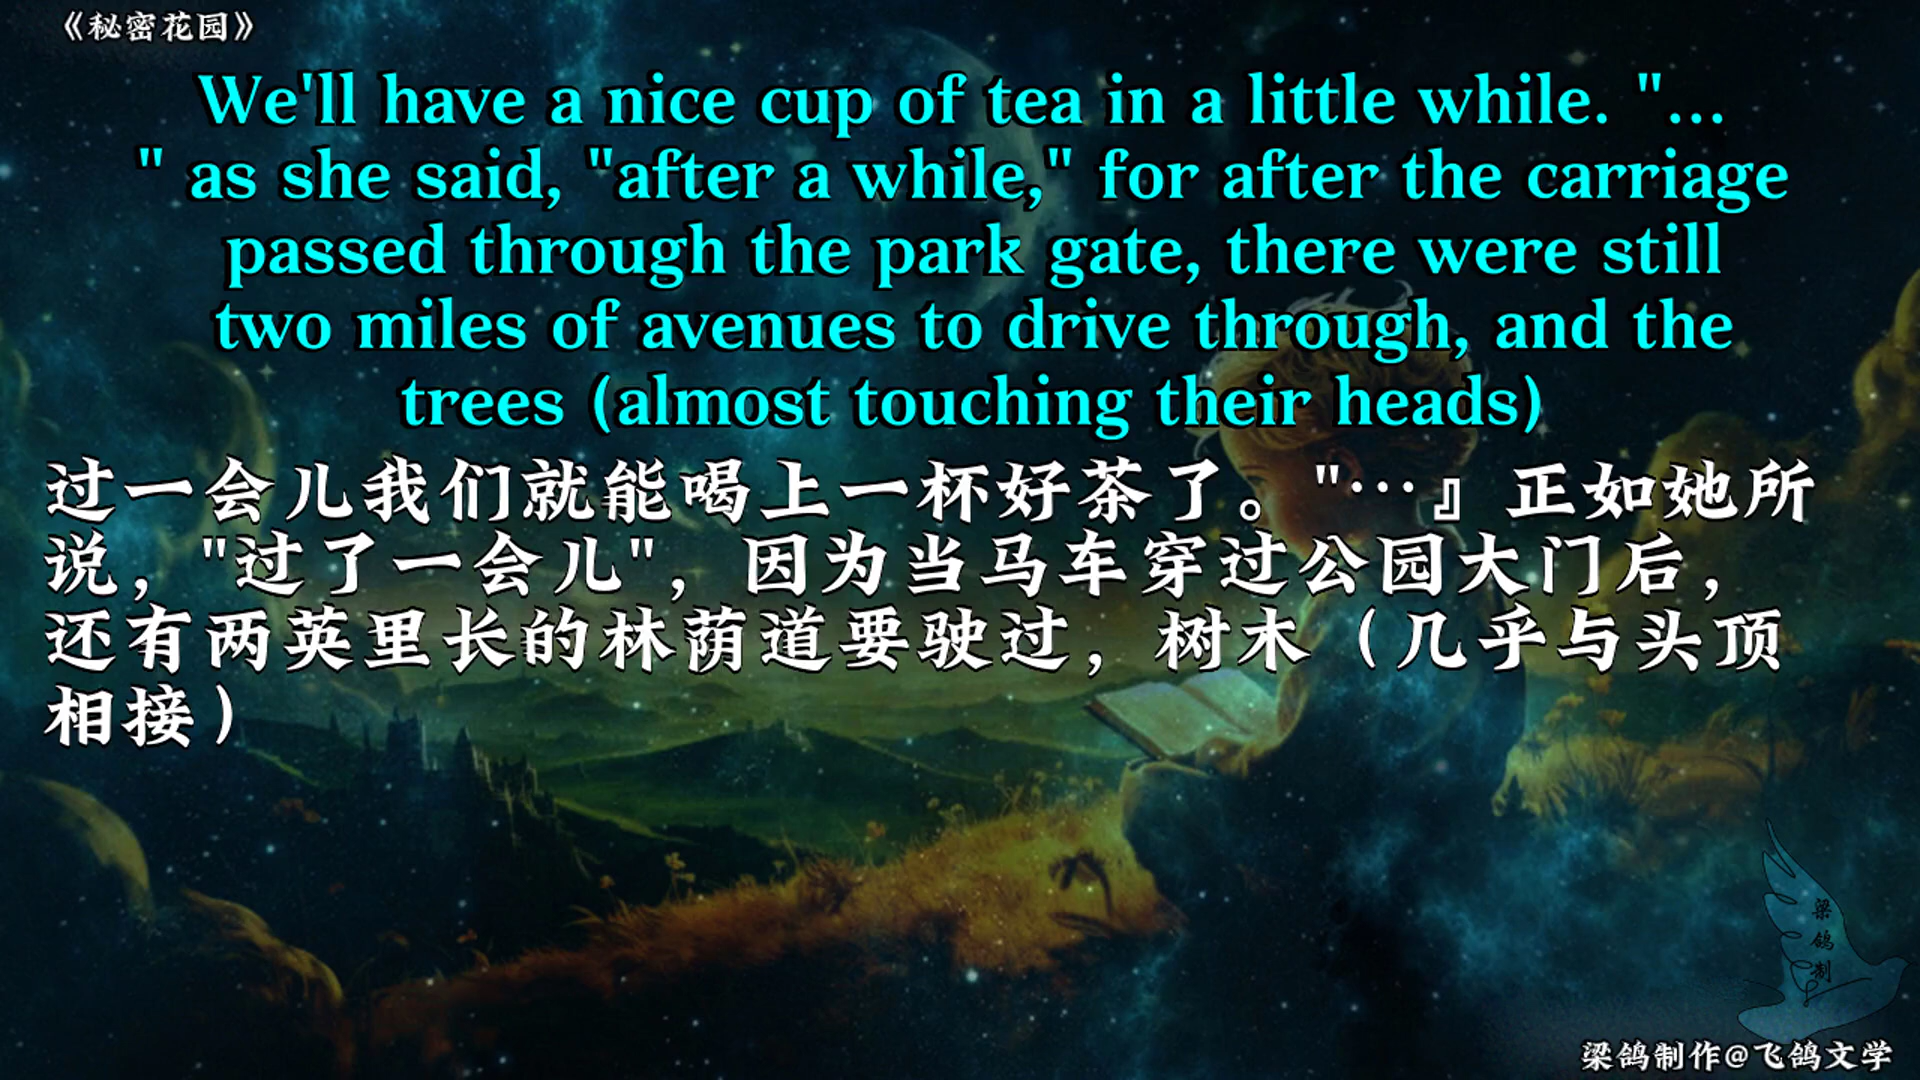 《秘密花园》
We'll have a nice cup of tea in a little while. "...
" as she said, "after a while," for after the carriage
passed through the park gate, there were still
two miles of avenues to drive through, and the
trees (almost touching their heads)
过一会儿我们就能喝上一杯好茶了。"…』正如她所
说，"过了一会儿"，因为当马车穿过公园大门后，
还有两英里长的林荫道要驶过，树木（几乎与头顶
相接）
梁
鸽
制
梁鸽制作@飞鸽文学